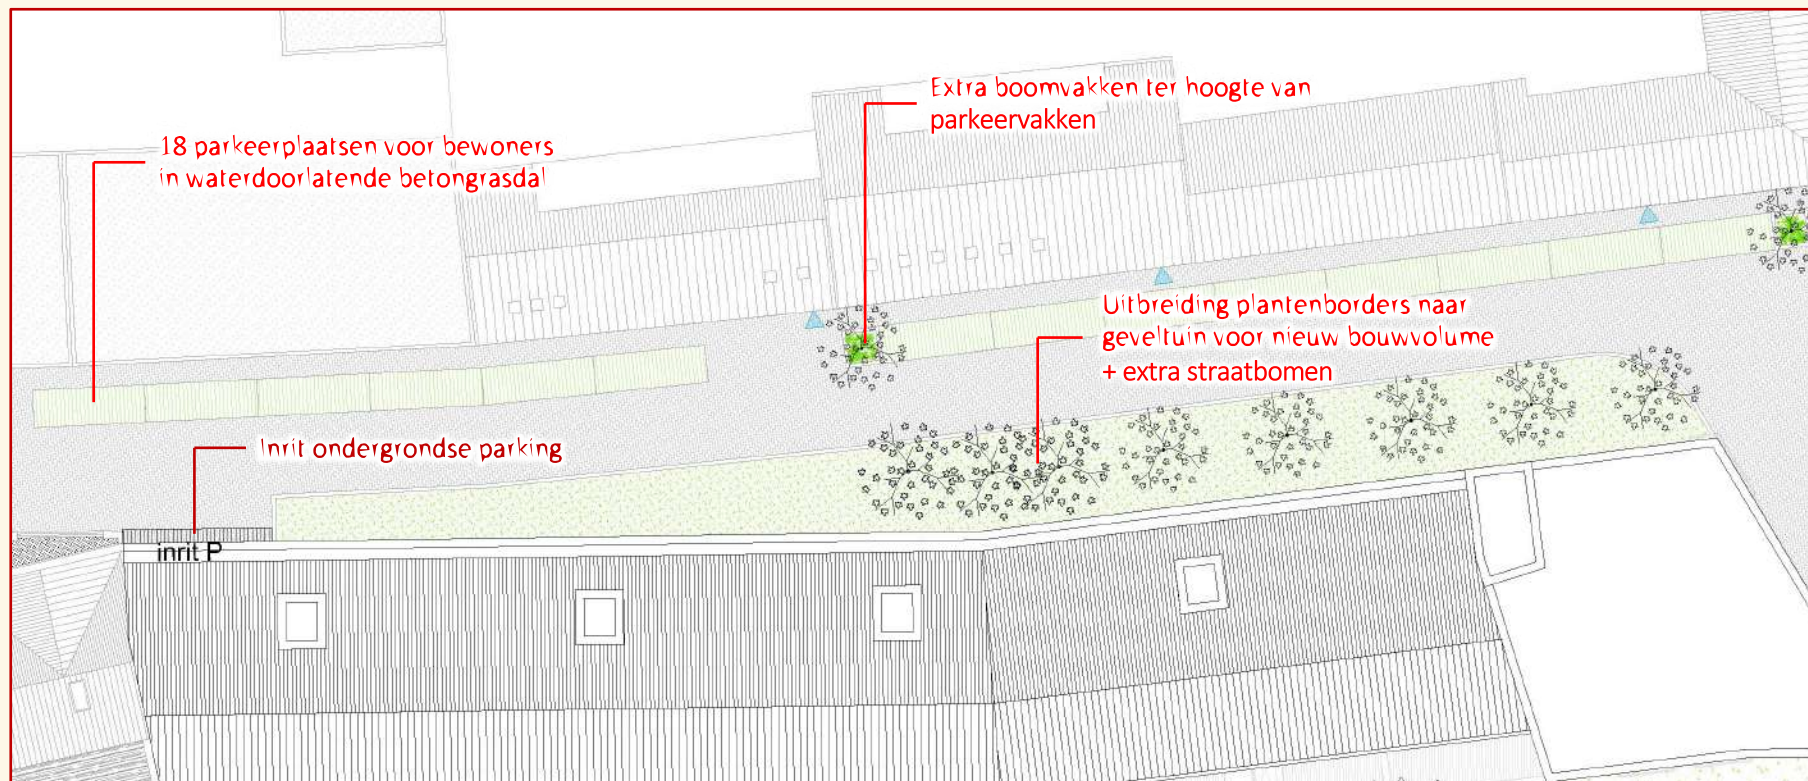 Extra boomvakken ter hoogte van
parkeervakken
18 parkeerplaatsen voor bewoners
in waterdoorlatende betongrasdal
Uitbreiding plantenborders naar
geveltuin voor nieuw bouwvolume
+ extra straatbomen
Inrit ondergrondse parking
inrit P